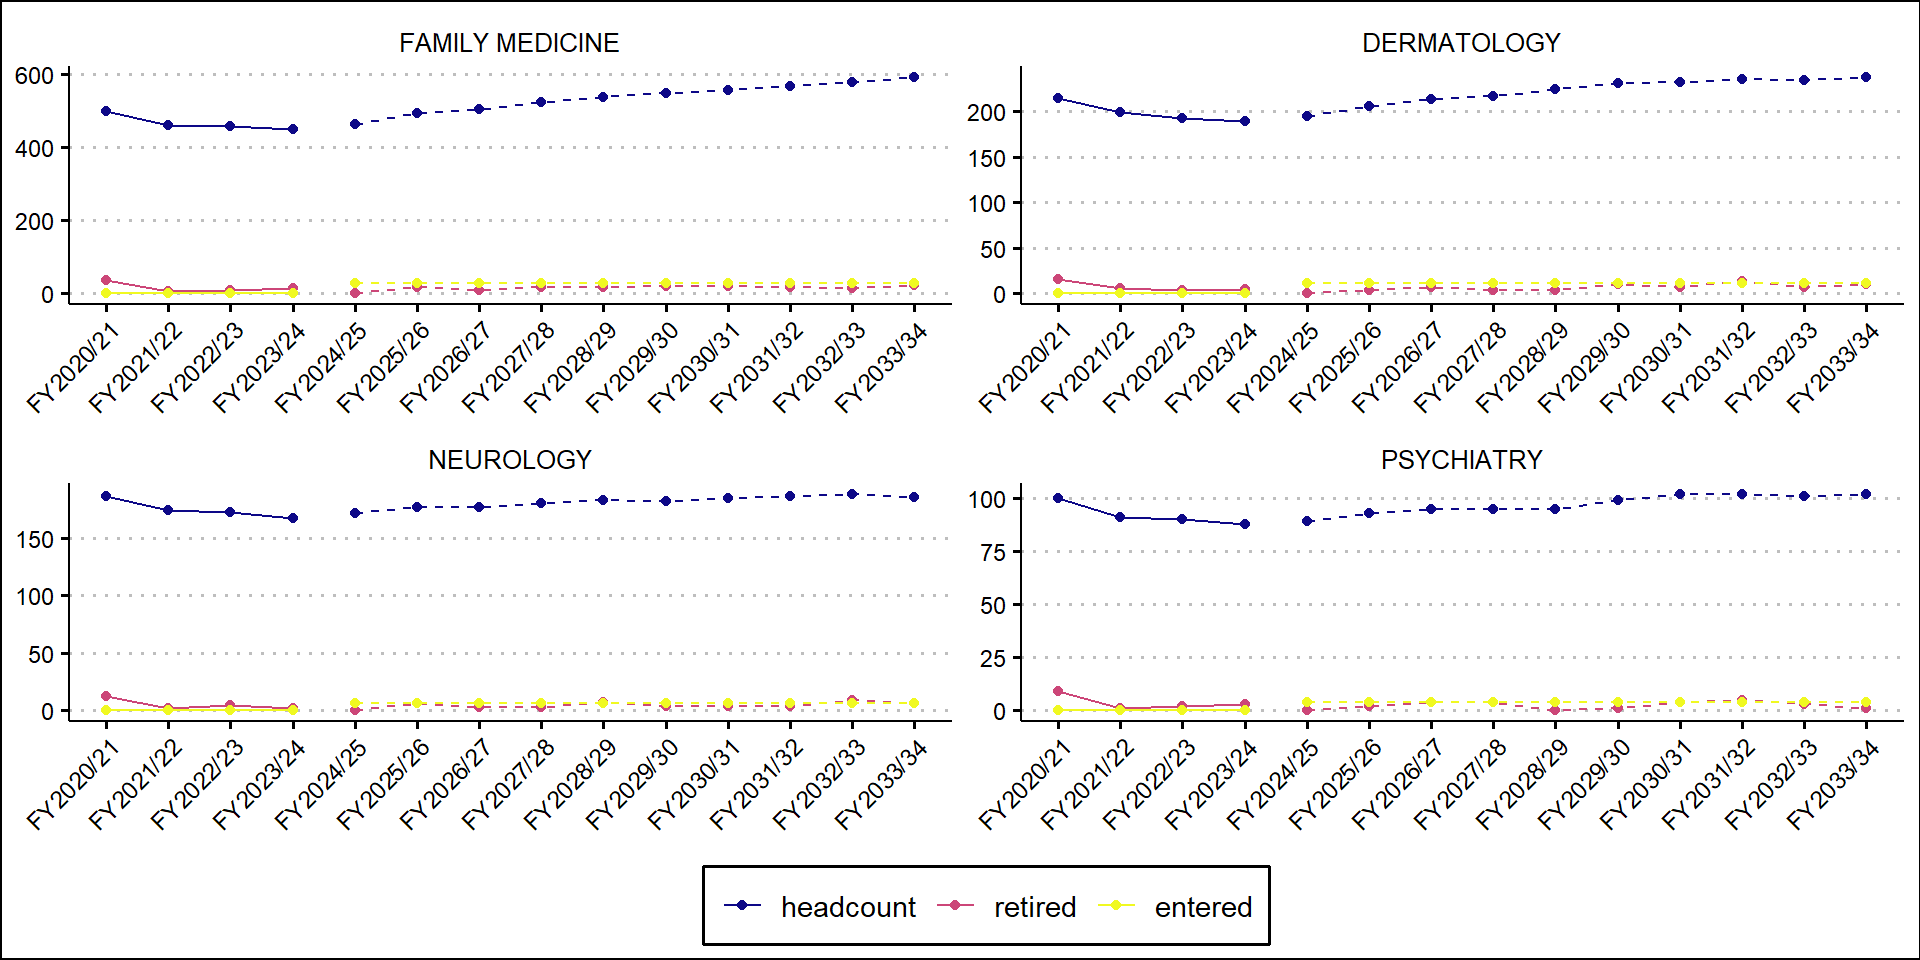 FAMILY MEDICINE
600
400
200
0
FY2020/21
FY2021/22
FY2022/23
FY2023/24
FY2024/25
FY2025/26
FY2026/27
FY2027/28
FY2028/29
FY2029/30
FY2030/31
FY2031/32
FY2032/33
FY2033/34
DERMATOLOGY
200
150
100
50
0
FY2020/21
FY2021/22
FY2022/23
FY2023/24
FY2024/25
FY2025/26
FY2026/27
FY2027/28
FY2028/29
FY2029/30
FY2030/31
FY2031/32
FY2032/33
FY2033/34
NEUROLOGY
150
100
50
0
FY2020/21
FY2021/22
FY2022/23
FY2023/24
FY2024/25
FY2025/26
FY2026/27
FY2027/28
FY2028/29
FY2029/30
FY2030/31
FY2031/32
FY2032/33
FY2033/34
PSYCHIATRY
100
75
50
25
0
FY2020/21
FY2021/22
FY2022/23
FY2023/24
FY2024/25
FY2025/26
FY2026/27
FY2027/28
FY2028/29
FY2029/30
FY2030/31
FY2031/32
FY2032/33
FY2033/34
headcount retired entered